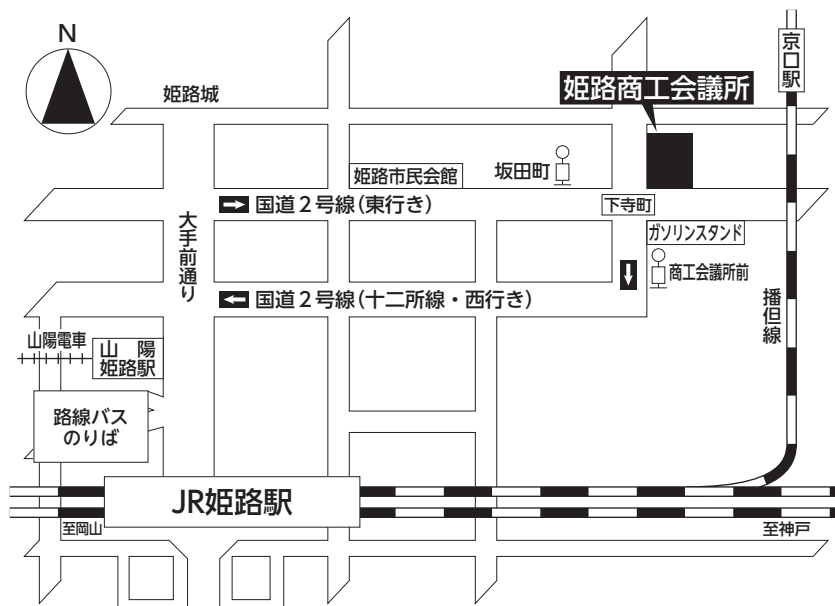 N
姫路城
姫路商工会議所
京口駅
姫路市民会館
坂田町
国道2号線(東行き)
下寺町
大手前通り
ガソリンスタンド
商工会議所前
国道2号線(十二所線・西行き)
播但線
山陽電車
山陽
姫路駅
路線バス
のりば
JR姫路駅
至岡山
至神戸